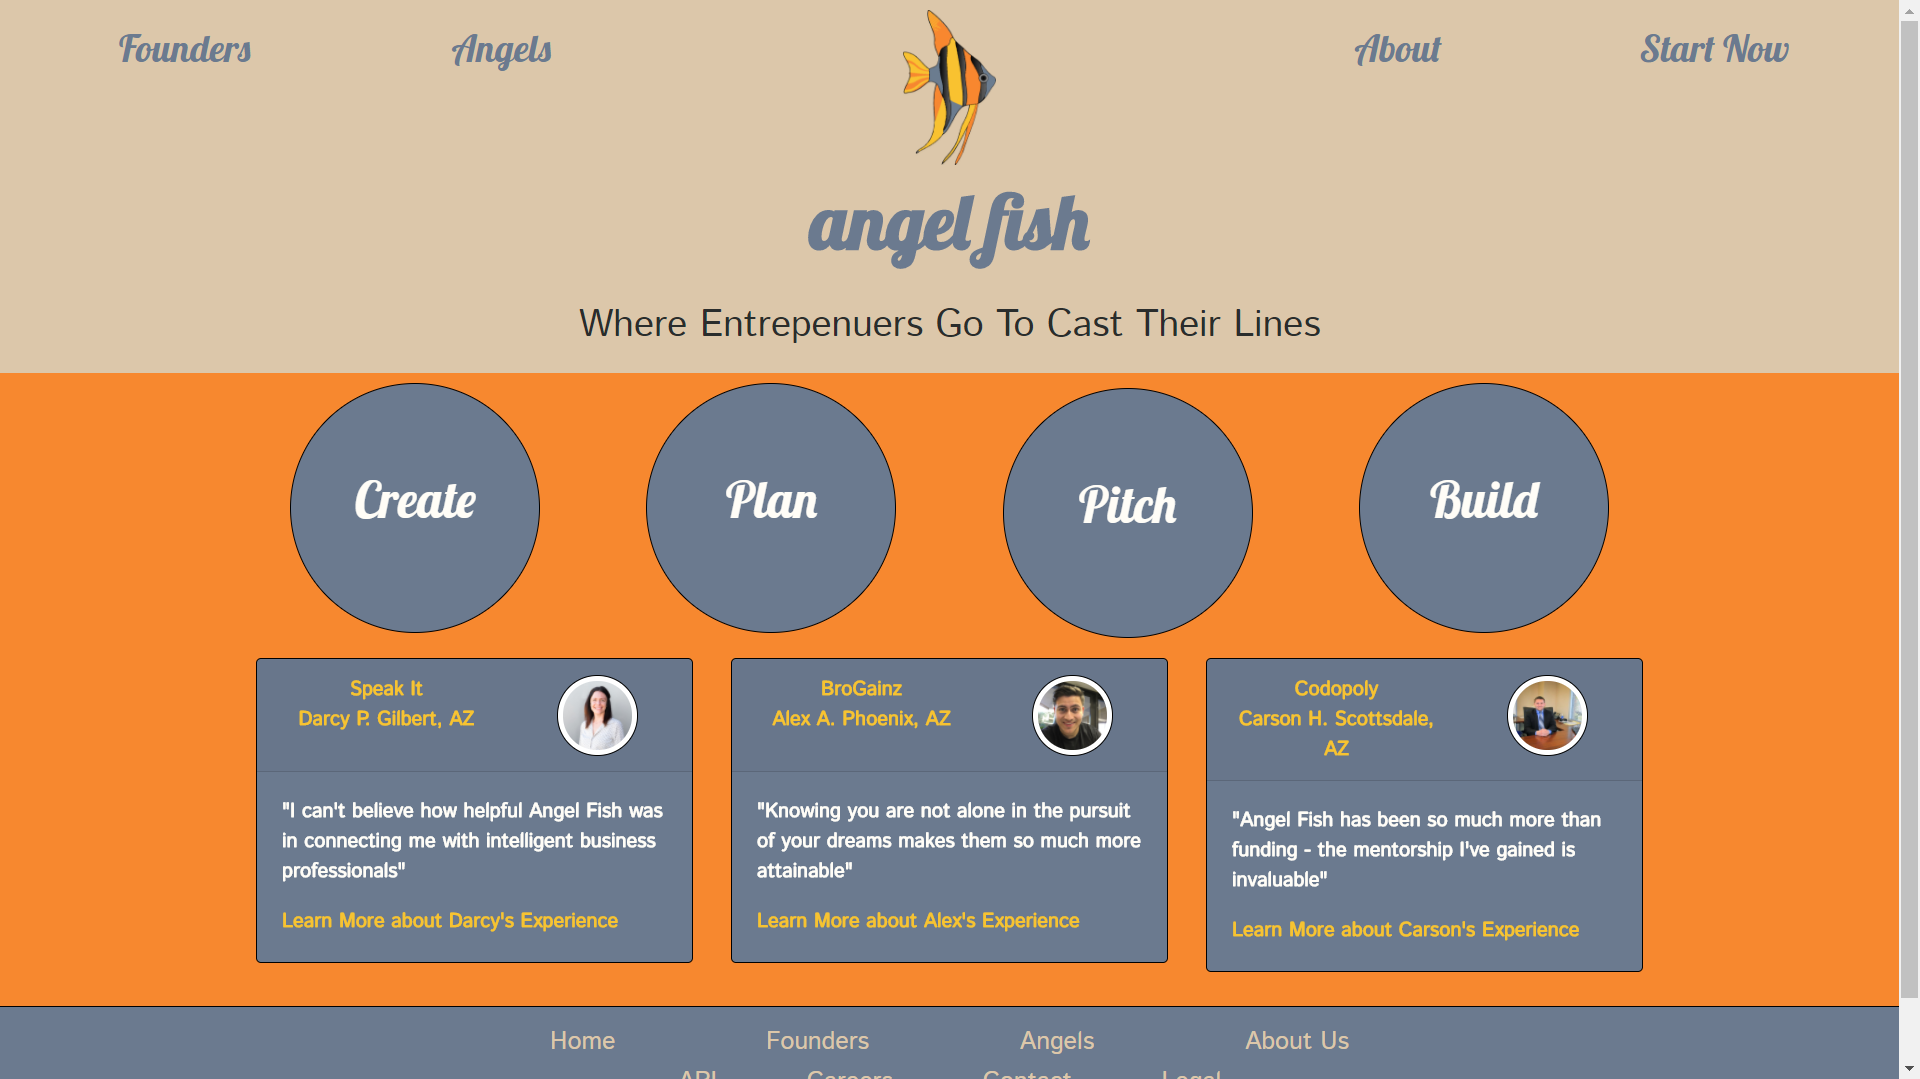 Founders
Angels
About
Start Now
angel fish
Where Entrepenuers Go To Cast Their Lines
Create
Plan
Pitch
Build
Speak It
Darcy P. Gilbert, AZ
"I can't believe how helpful Angel Fish was
in connecting me with intelligent business
professionals"
Learn More about Darcy's Experience
BroGainz
Alex A. Phoenix, AZ
"Knowing you are not alone in the pursuit
of your dreams makes them so much more
attainable"
Learn More about Alex's Experience
Codopoly
Carson H. Scottsdale,
AZ
"Angel Fish has been so much more than
funding - the mentorship I've gained is
invaluable"
Learn More about Carson's Experience
Home
Founders
Angels
About Us
API
Careers
Contact
Legal